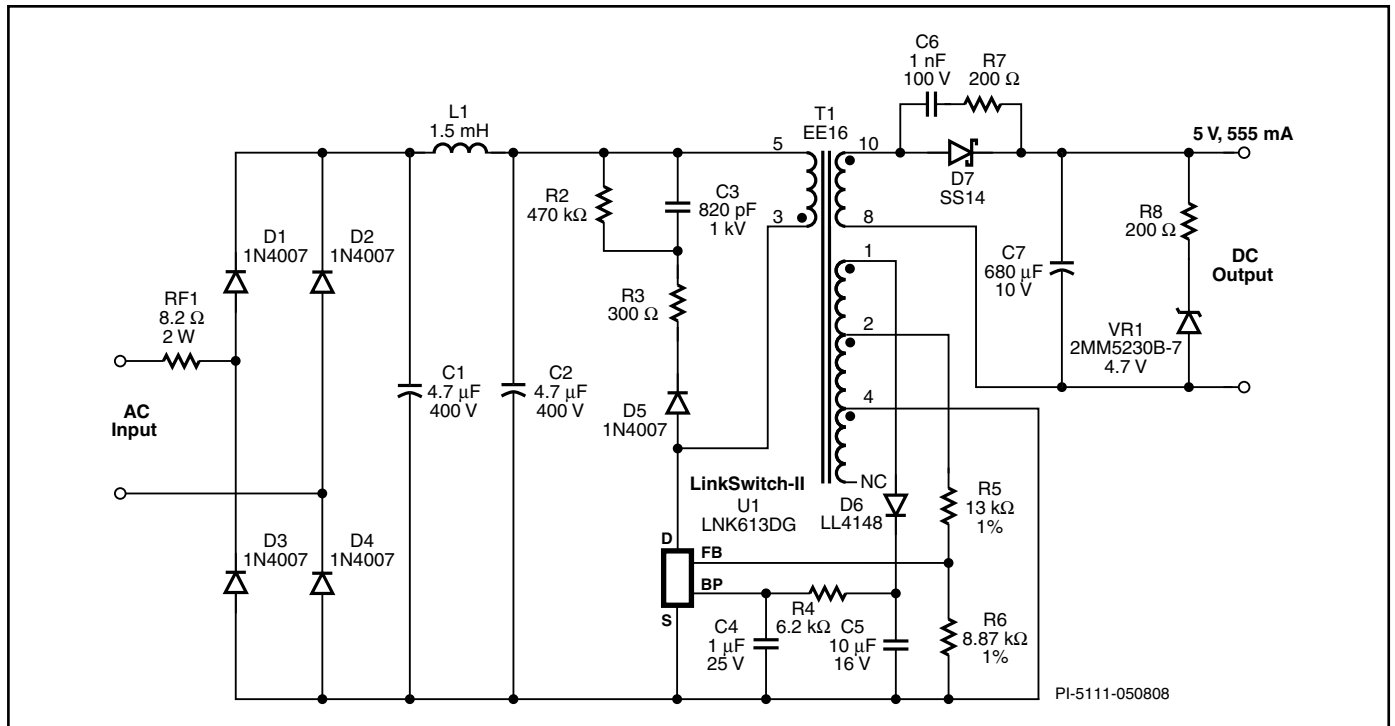 C6
1 nF
100 V
R7
200 Ω
L1
1.5 mH
T1
EE16
5 V, 555 mA
5
10
D7
SS14
R2
470 kΩ
C3
820 pF
1 kV
3
8
R8
200 Ω
D1
1N4007
D2
1N4007
1
C7
680 μF
10 V
DC
Output
RF1
8.2 Ω
2 W
R3
300 Ω
2
VR1
2MM5230B-7
4.7 V
C1
4.7 μF
400 V
C2
4.7 μF
400 V
4
AC
Input
D5
1N4007
NC
LinkSwitch-II
U1
LNK613DG
D6
LL4148
R5
13 kΩ
1%
D3
1N4007
D4
1N4007
D
FB
BP
S
R4
6.2 kΩ
C4
1 μF
25 V
C5
10 μF
16 V
R6
8.87 kΩ
1%
PI-5111-050808